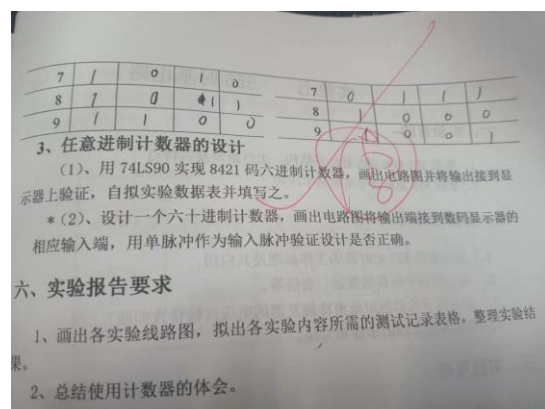 7 1 0 1 0 7 0 1 1 1
8 1 0 1 1 8 1 0 0 0
9 1 1 0 0 9 1 0 0 1
3、任意进制计数器的设计
(1)、用 74LS90 实现 8421 码六进制计数器，画出电路图并将输出接到显
示器上验证，自拟实验数据表并填写之。
*(2)、设计一个六十进制计数器，画出电路图将输出端接到数码显示器的
相应输入端，用单脉冲作为输入脉冲验证设计是否正确。
六、实验报告要求
1、画出各实验线路图，拟出各实验内容所需的测试记录表格，整理实验结
果。
2、总结使用计数器的体会。